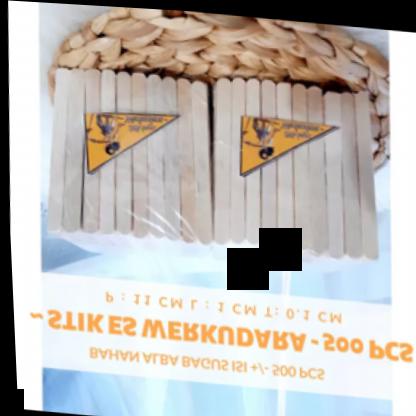 P : 11 CM L : 1 CM T: 0.1 CM
~ STIK ES WERKUDARA - 500 PCS
BAHAN ALBA BAGUS ISI +/- 500 PCS